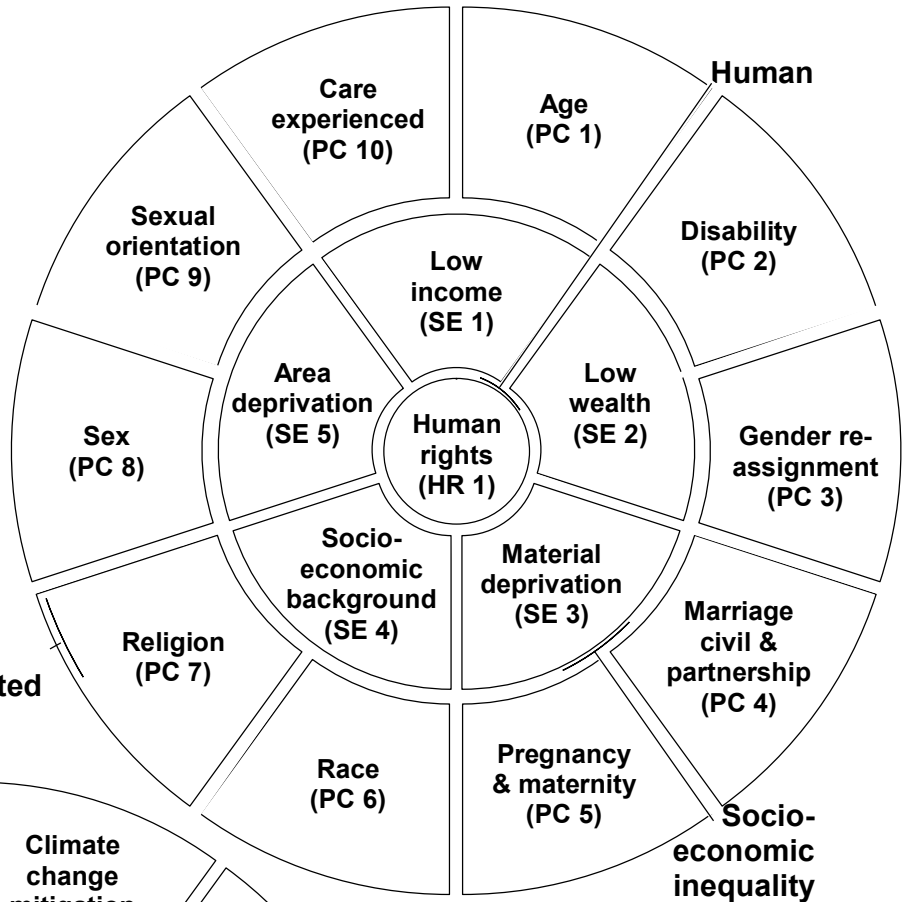 Human
Care
experienced
(PC 10)
Age
(PC 1)
Sexual
orientation
(PC 9)
Disability
(PC 2)
Low
income
(SE 1)
Area
deprivation
(SE 5)
Low
wealth
(SE 2)
Human
rights
(HR 1)
Sex
(PC 8)
Gender re-
assignment
(PC 3)
Socio-
economic
background
(SE 4)
Material
deprivation
(SE 3)
Religion
(PC 7)
Marriage
civil &
partnership
(PC 4)
ted
Race
(PC 6)
Pregnancy
& maternity
(PC 5)
Socio-
economic
inequality
Climate
change
mitigation